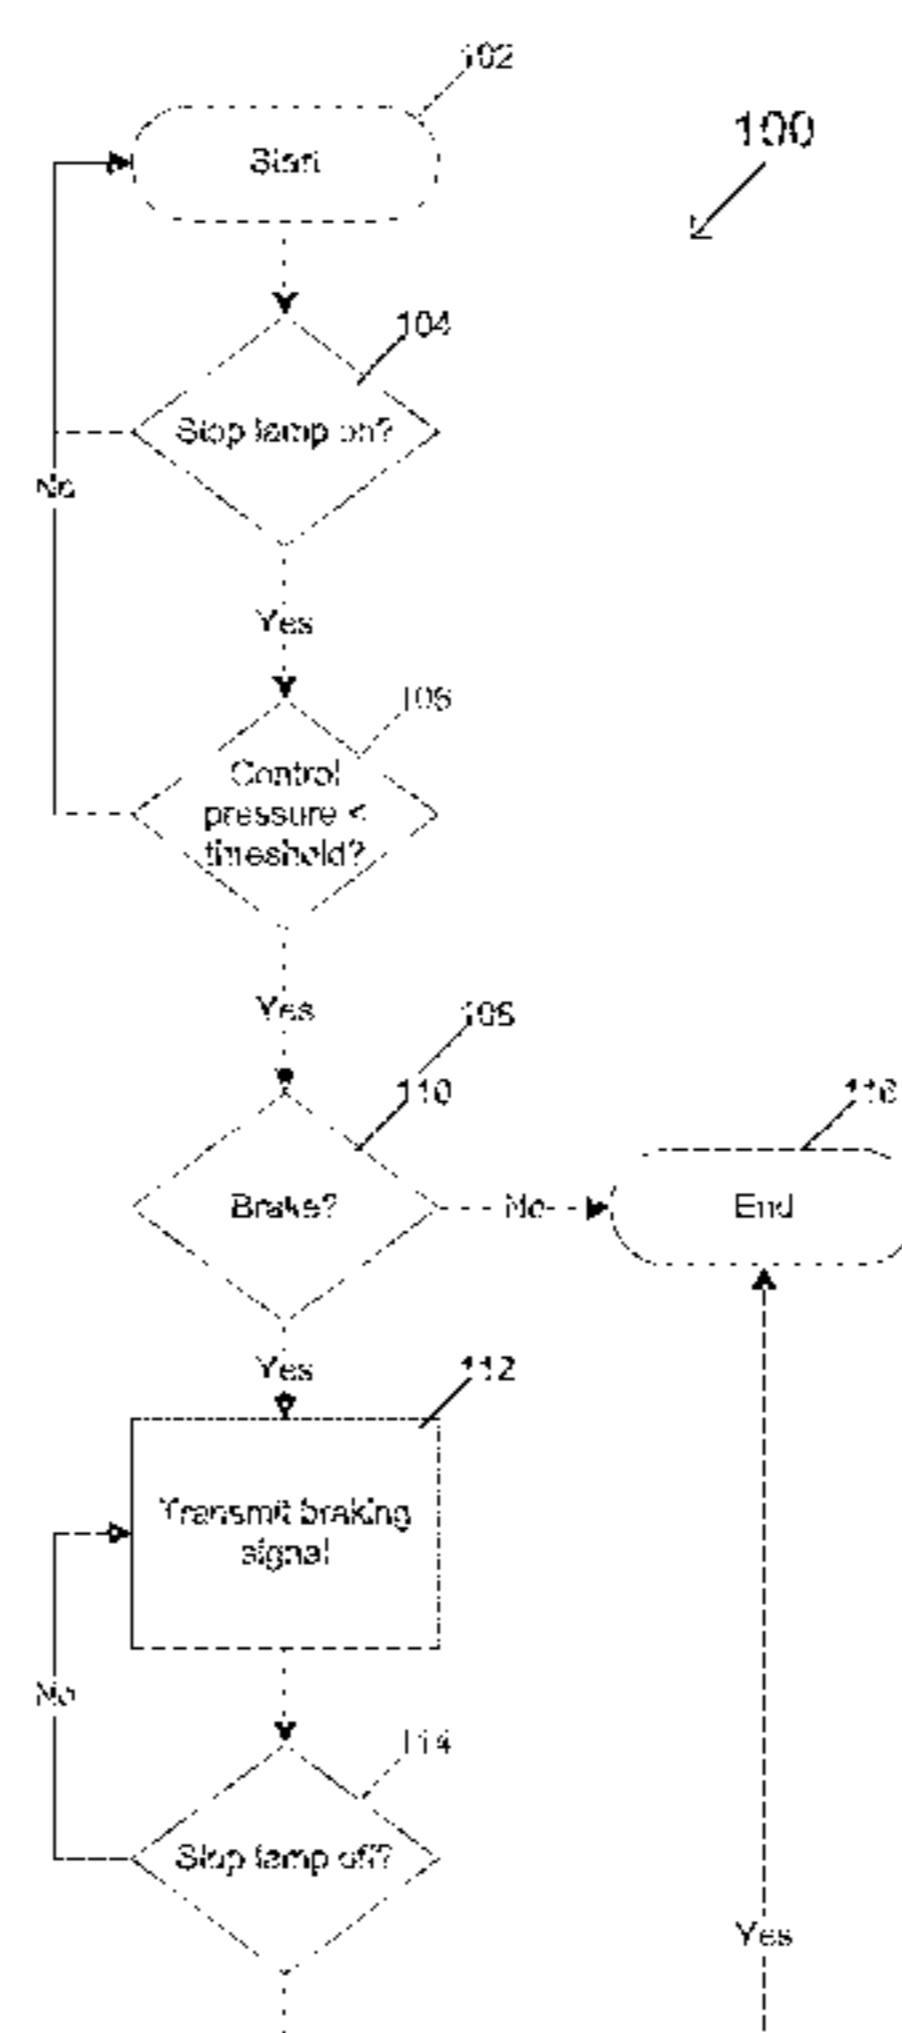 102
100
Start
104
Stop lamp on?
No
Yes
106
Control
pressure <
threshold?
Yes
108
110
116
Brake?
No
End
Yes
112
Transmit braking
signal
No
114
Stop lamp off?
Yes